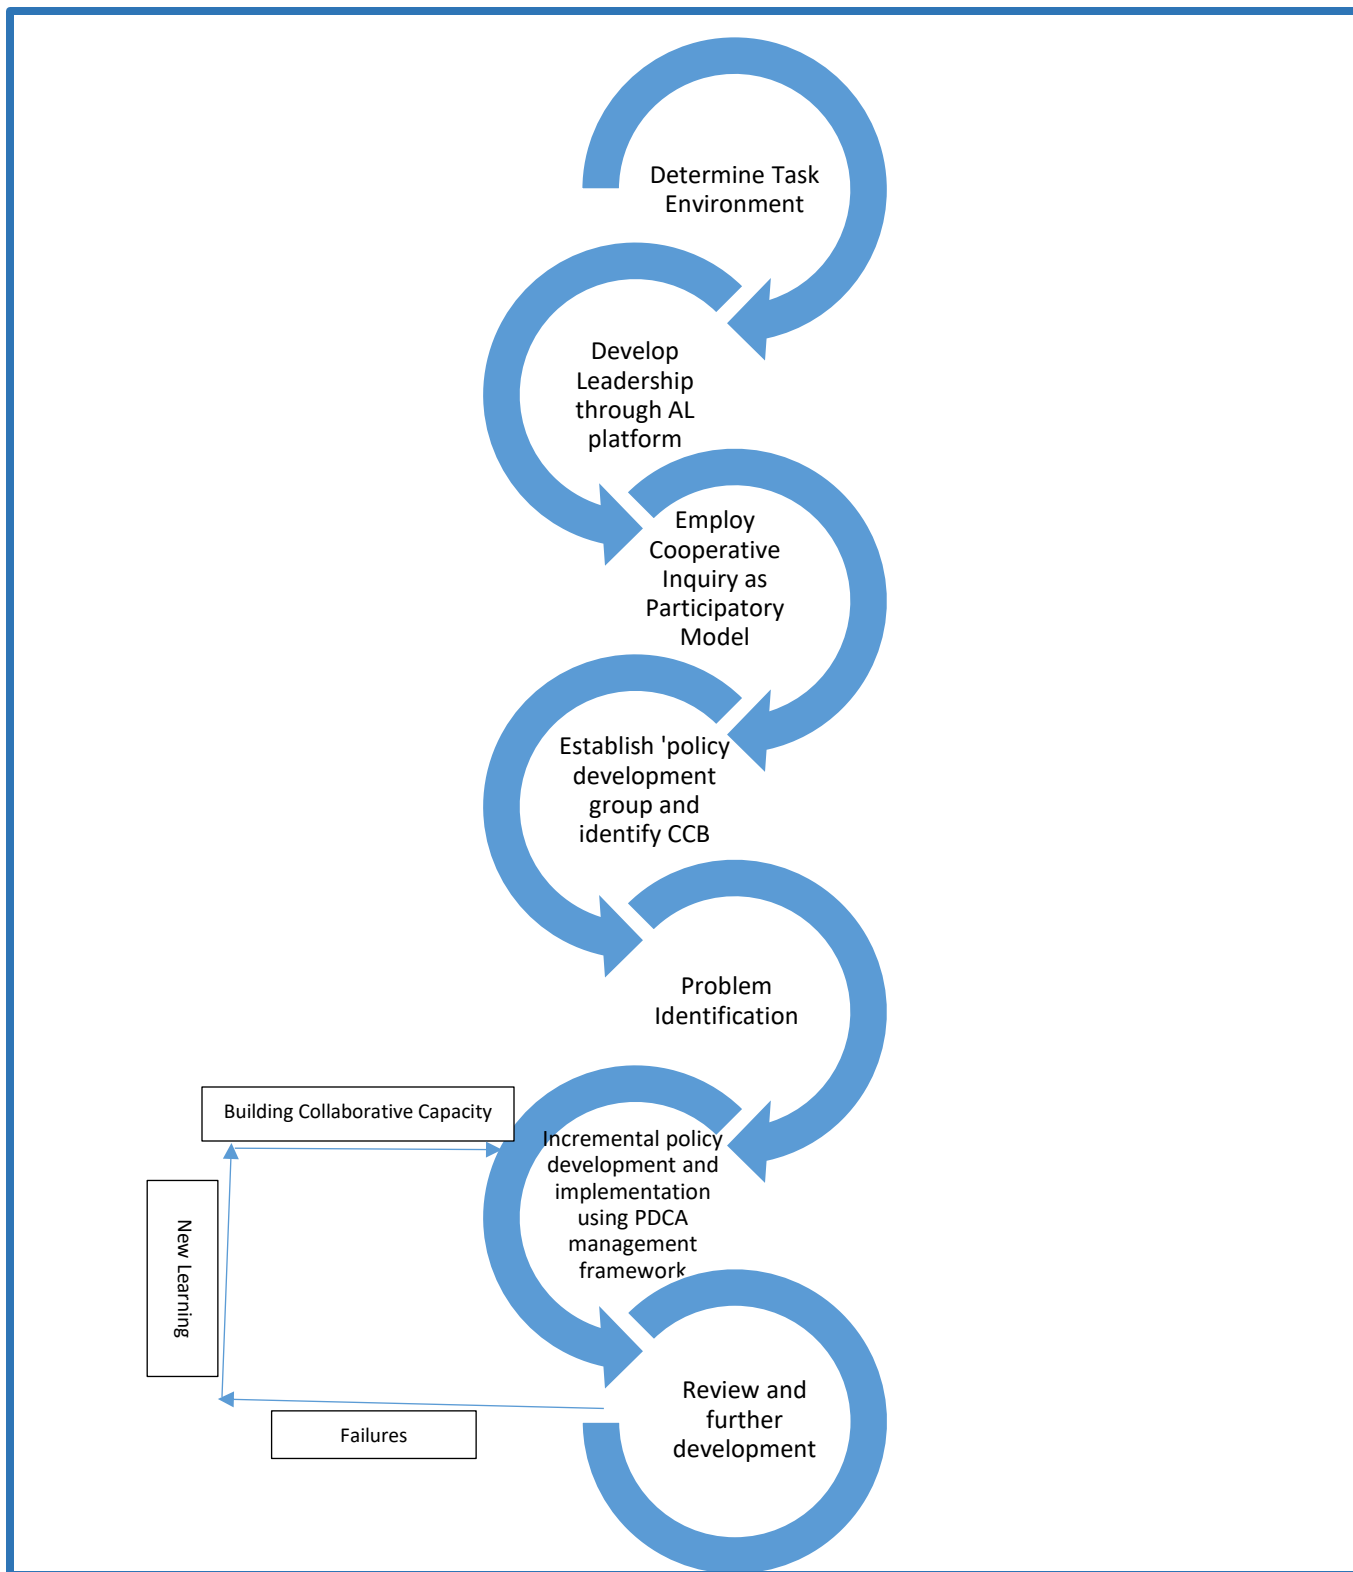 Determine Task
Environment
Develop
Leadership
through AL
platform
Employ
Cooperative
Inquiry as
Participatory
Model
Establish 'policy
development
group and
identify CCB
Problem
Identification
Building Collaborative Capacity
Incremental policy
development and
implementation
using PDCA
management
framework
New Learning
Failures
Review and
further
development